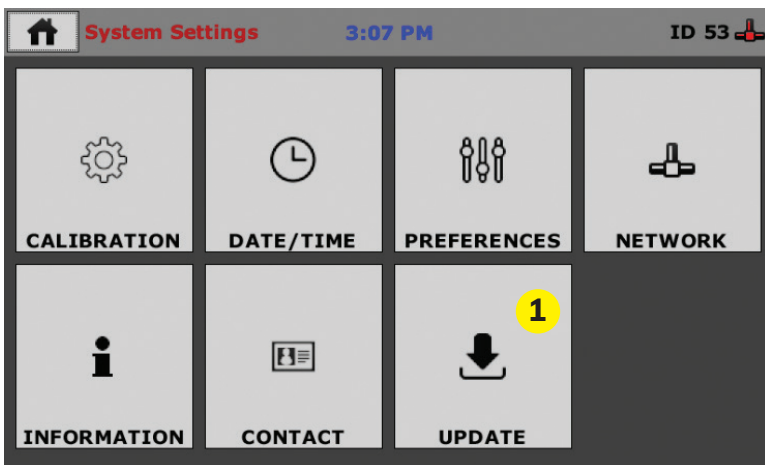 System Settings 3:07 PM ID 53
CALIBRATION DATE/TIME PREFERENCES NETWORK
1
INFORMATION CONTACT UPDATE